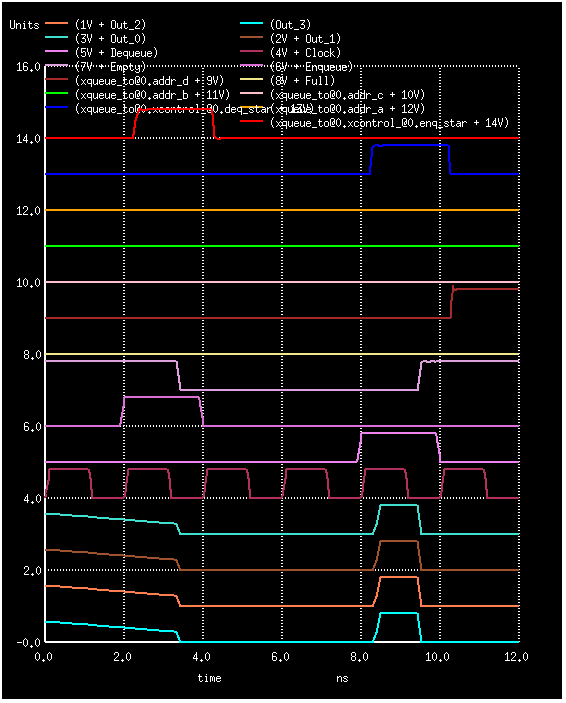 Units (1V + Out_2) (Out_3)
(3V + Out_0) (2V + Out_1)
(5V + Dequeue) (4V + Clock)
(7V + Empty) (6V + Enqueue)
16.0
(xqueue_to@0.addr_d + 9V) (8V + Full)
(xqueue_to@0.addr_b + 11V) (xqueue_to@0.addr_c + 10V)
(xqueue_to@0.xcontrol_@0.deq_star + 13V) (xqueue_to@0.addr_a + 12V)
(xqueue_to@0.xcontrol_@0.enq_star + 14V)
14.0
12.0
10.0
8.0
6.0
4.0
2.0
-0.0
0.0 2.0 4.0 6.0 8.0 10.0 12.0
time ns